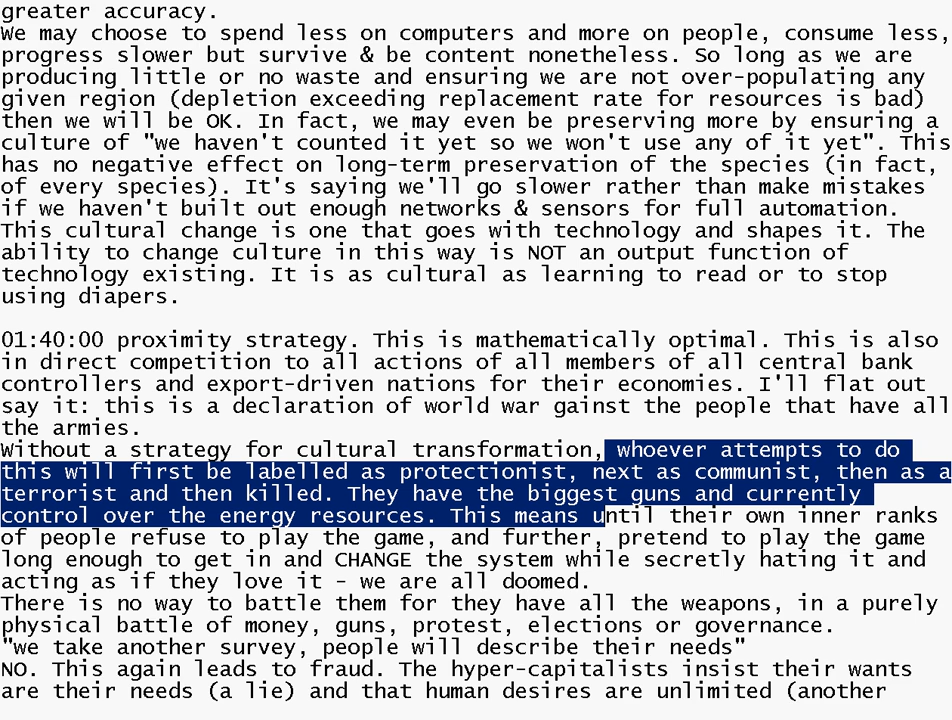 greater accuracy.
We may choose to spend less on computers and more on people, consume less,
progress slower but survive & be content nonetheless. So long as we are
producing little or no waste and ensuring we are not over-populating any
given region (depletion exceeding replacement rate for resources is bad)
then we will be OK. In fact, we may even be preserving more by ensuring a
culture of "we haven't counted it yet so we won't use any of it yet". This
has no negative effect on long-term preservation of the species (in fact,
of every species). It's saying we'll go slower rather than make mistakes
if we haven't built out enough networks & sensors for full automation.
This cultural change is one that goes with technology and shapes it. The
ability to change culture in this way is NOT an output function of
technology existing. It is as cultural as learning to read or to stop
using diapers.
01:40:00 proximity strategy. This is mathematically optimal. This is also
in direct competition to all actions of all members of all central bank
controllers and export-driven nations for their economies. I'll flat out
say it: this is a declaration of world war gainst the people that have all
the armies.
Without a strategy for cultural transformation, whoever attempts to do
this will first be labelled as protectionist, next as communist, then as a
terrorist and then killed. They have the biggest guns and currently
control over the energy resources. This means until their own inner ranks
of people refuse to play the game, and further, pretend to play the game
long enough to get in and CHANGE the system while secretly hating it and
acting as if they love it - we are all doomed.
There is no way to battle them for they have all the weapons, in a purely
physical battle of money, guns, protest, elections or governance.
"we take another survey, people will describe their needs"
NO. This again leads to fraud. The hyper-capitalists insist their wants
are their needs (a lie) and that human desires are unlimited (another